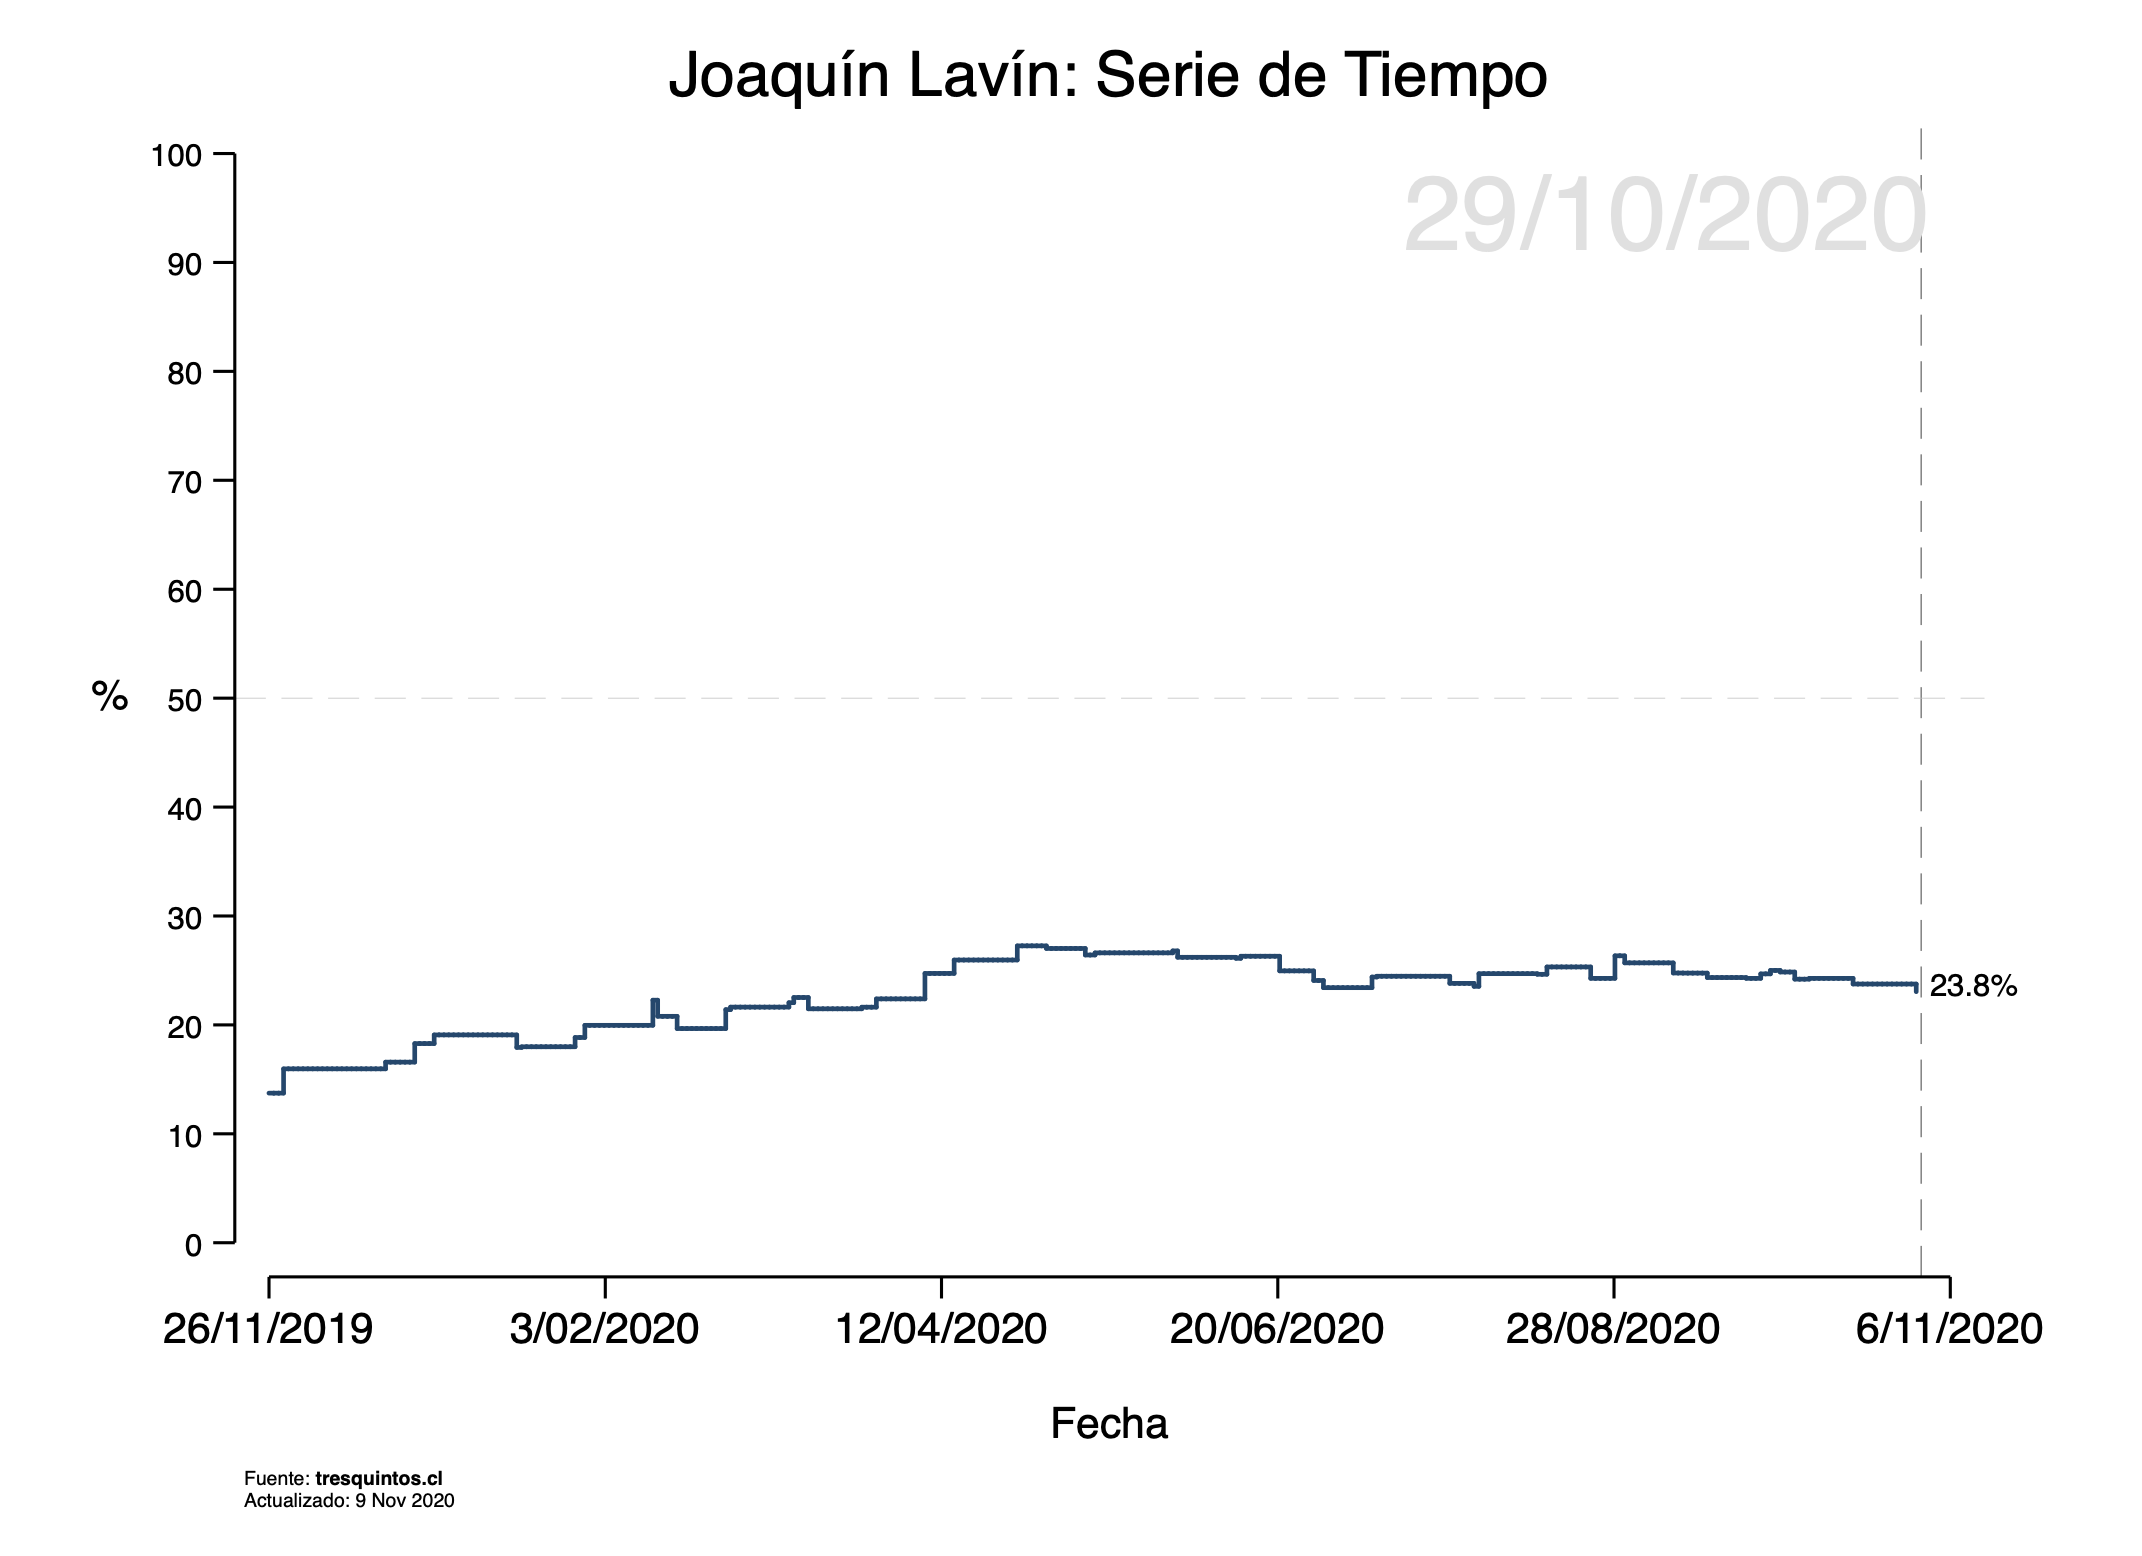 Joaquín Lavín: Serie de Tiempo
29/10/2020
100
90
80
70
60
50
40
30
20
10
0
%
23.8%
26/11/2019 3/02/2020 12/04/2020 20/06/2020 28/08/2020 6/11/2020
Fecha
Fuente: tresquintos.cl
Actualizado: 9 Nov 2020